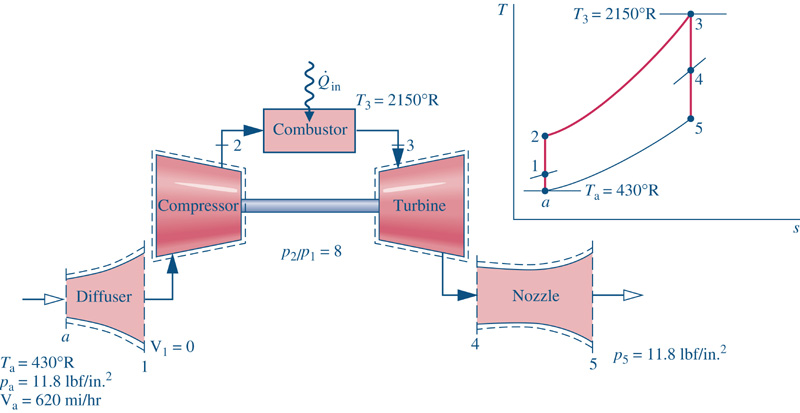 T
T₃ = 2150°R
3
4
5
2
1
a
Tₐ = 430°R
s
Q̇in
T₃ = 2150°R
Combustor
2
3
Compressor
Turbine
p₂/p₁ = 8
Diffuser
Nozzle
a
V₁ = 0
1
4
5
p₅ = 11.8 lbf/in.²
Tₐ = 430°R
pₐ = 11.8 lbf/in.²
Vₐ = 620 mi/hr